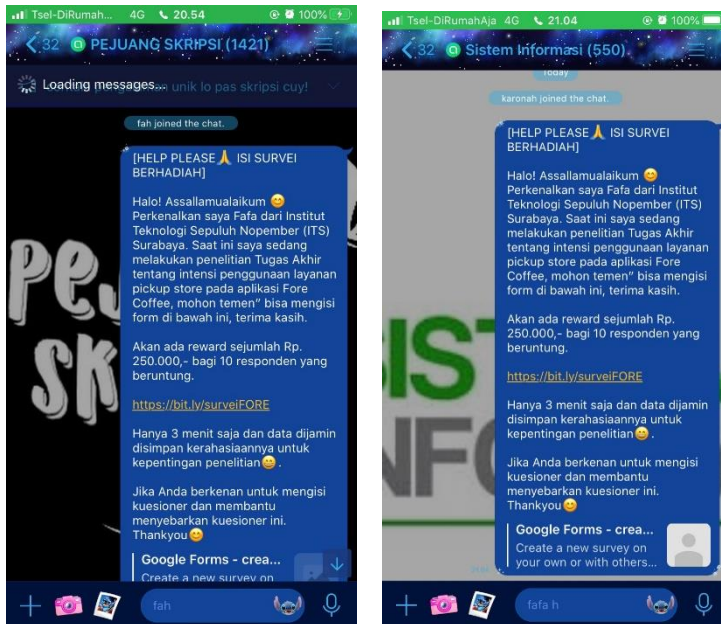 Tsel-DiRumah... 4G 20.54 100%
32 PEJUANG SKRIPSI (1421)
Loading messages... unik lo pas skripsi cuy!
fah joined the chat.
[HELP PLEASE🙏 ISI SURVEI
BERHADIAH]
Halo! Assallamualaikum 😊
Perkenalkan saya Fafa dari Institut
Teknologi Sepuluh Nopember (ITS)
Surabaya. Saat ini saya sedang
melakukan penelitian Tugas Akhir
tentang intensi penggunaan layanan
pickup store pada aplikasi Fore
Coffee, mohon temen” bisa mengisi
form di bawah ini, terima kasih.
Akan ada reward sejumlah Rp.
250.000,- bagi 10 responden yang
beruntung.
https://bit.ly/surveiFORE
Hanya 3 menit saja dan data dijamin
disimpan kerahasiaannya untuk
kepentingan penelitian😄.
Jika Anda berkenan untuk mengisi
kuesioner dan membantu
menyebarkan kuesioner ini.
Thankyou😊
Google Forms - crea...
Create a new survey on
fah
Tsel-DiRumahAja 4G 21.04 100%
32 Sistem Informasi (550)
Today
karonah joined the chat.
[HELP PLEASE🙏 ISI SURVEI
BERHADIAH]
Halo! Assallamualaikum 😊
Perkenalkan saya Fafa dari Institut
Teknologi Sepuluh Nopember (ITS)
Surabaya. Saat ini saya sedang
melakukan penelitian Tugas Akhir
tentang intensi penggunaan layanan
pickup store pada aplikasi Fore
Coffee, mohon temen” bisa mengisi
form di bawah ini, terima kasih.
Akan ada reward sejumlah Rp.
250.000,- bagi 10 responden yang
beruntung.
https://bit.ly/surveiFORE
Hanya 3 menit saja dan data dijamin
disimpan kerahasiaannya untuk
kepentingan penelitian😄.
Jika Anda berkenan untuk mengisi
kuesioner dan membantu
menyebarkan kuesioner ini.
Thankyou😊
Google Forms - crea...
Create a new survey on
your own or with others...
fafa h